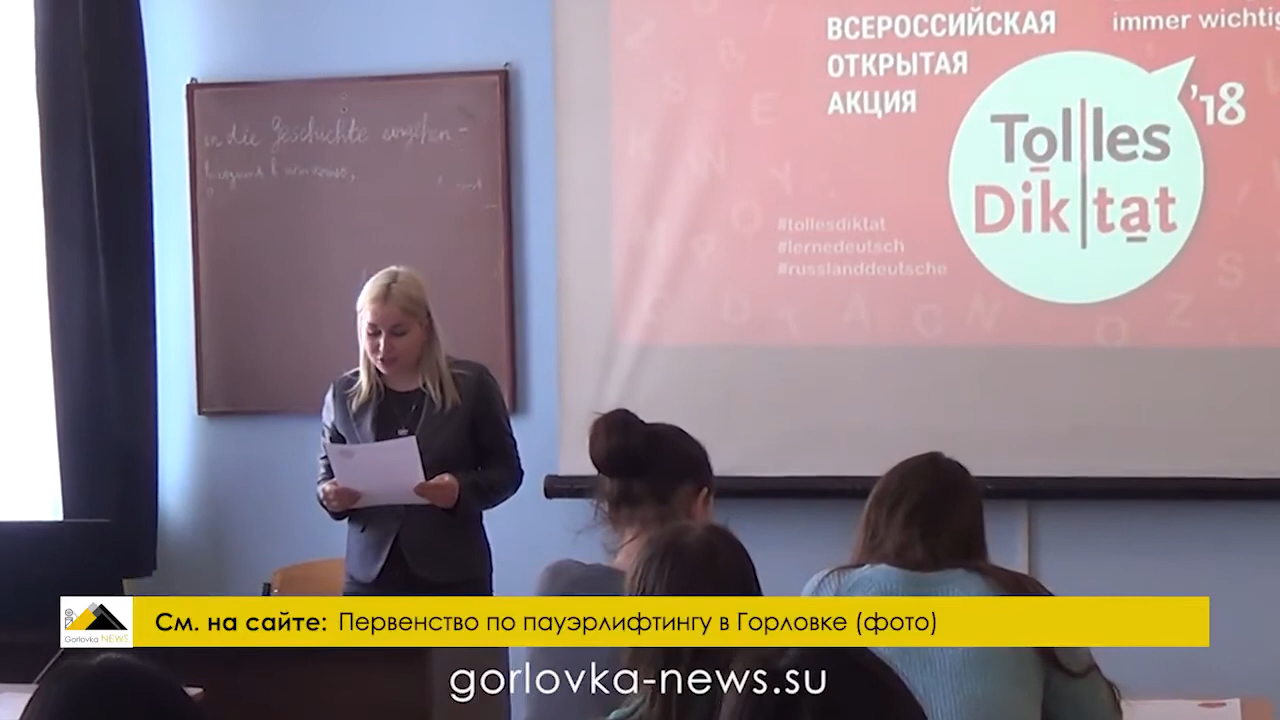 ВСЕРОССИЙСКАЯ
ОТКРЫТАЯ
АКЦИЯ
immer wichtig
'18
Tolles
Diktat
#tollesdiktat
#lernedeutsch
#russlanddeutsche
in die Geschichte eingehen -
Gorlovka NEWS
См. на сайте: Первенство по пауэрлифтингу в Горловке (фото)
gorlovka-news.su